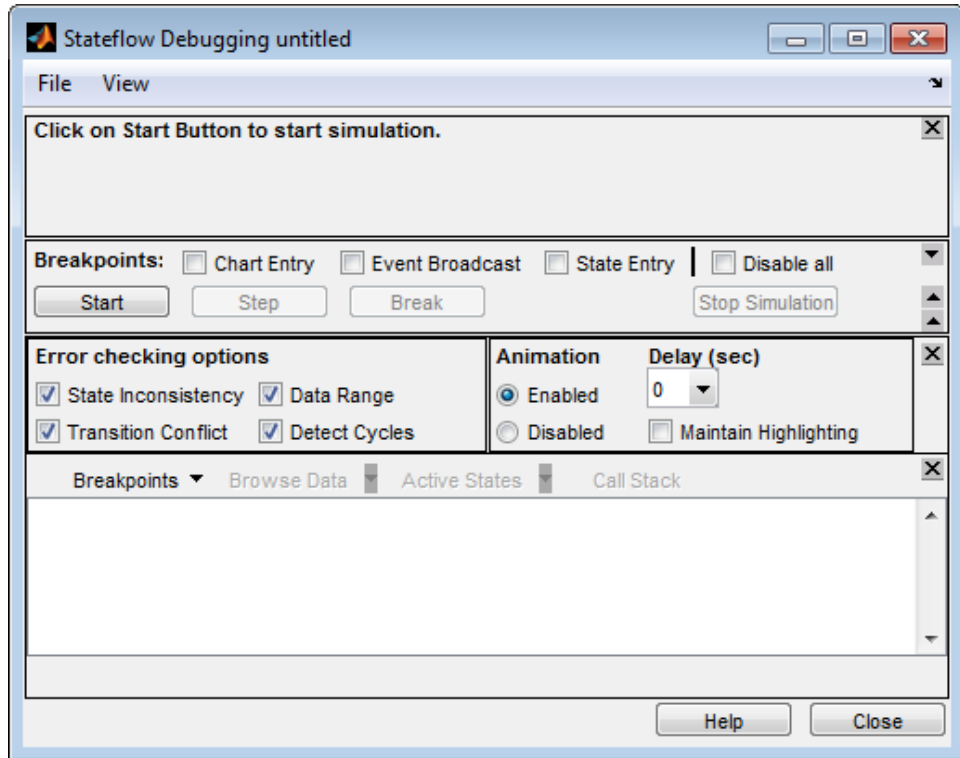 Stateflow Debugging untitled
File View
Click on Start Button to start simulation.
Breakpoints: Chart Entry Event Broadcast State Entry Disable all
Start Step Break Stop Simulation
Error checking options Animation Delay (sec)
State Inconsistency Data Range Enabled 0
Transition Conflict Detect Cycles Disabled Maintain Highlighting
Breakpoints Browse Data Active States Call Stack
Help Close